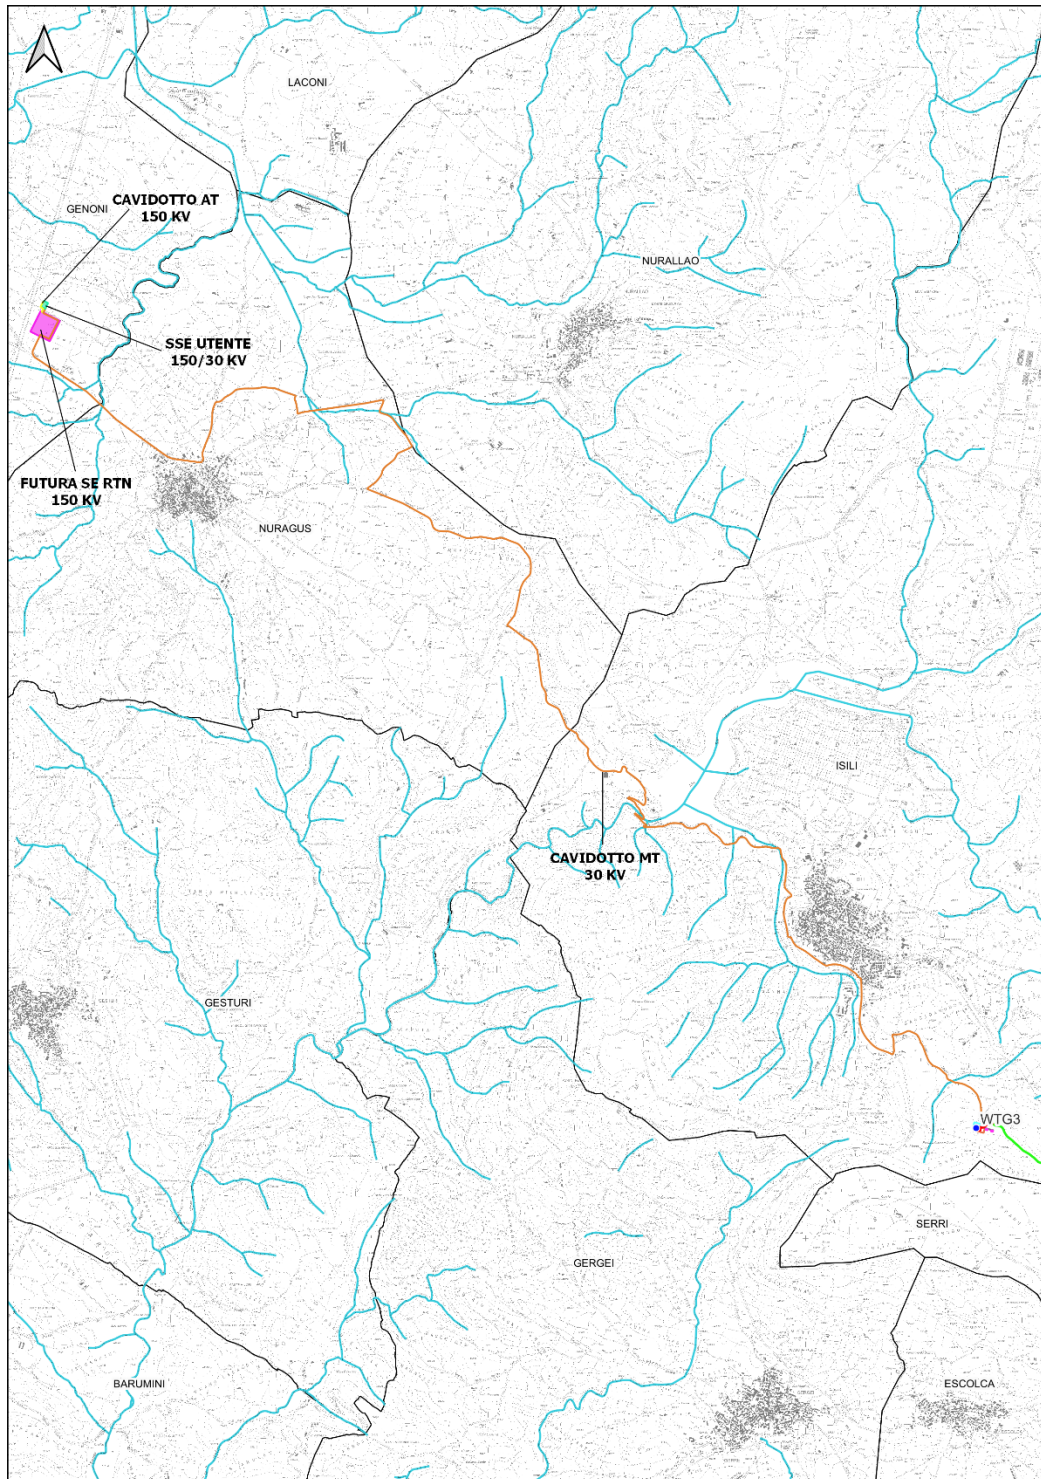 LACONI
CAVIDOTTO AT
150 KV
GENONI
NURALLAO
SSE UTENTE
150/30 KV
FUTURA SE RTN
150 KV
NURAGUS
ISILI
CAVIDOTTO MT
30 KV
GESTURI
WTG3
SERRI
GERGEI
BARUMINI
ESCOLCA